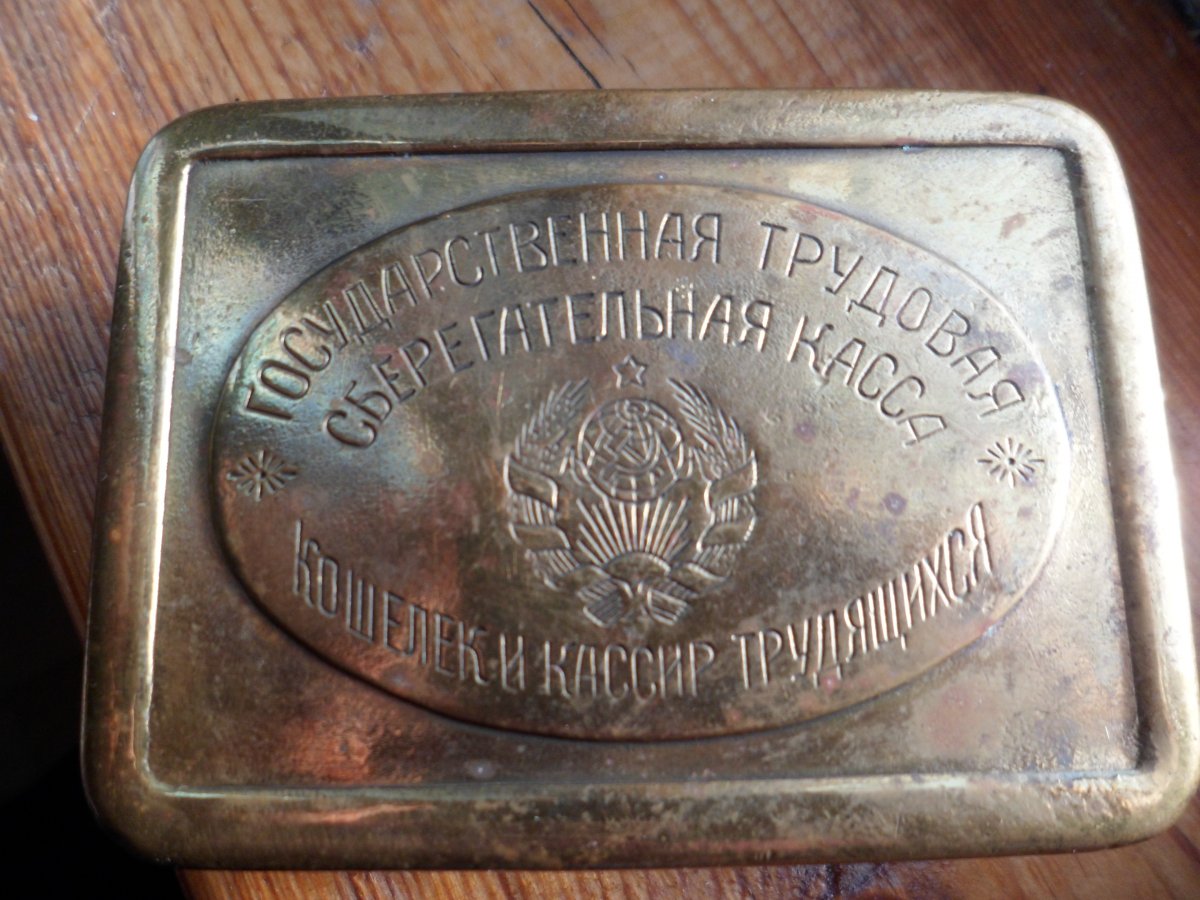 ГОСУДАРСТВЕННАЯ ТРУДОВАЯ
СБЕРЕГАТЕЛЬНАЯ КАССА
КОШЕЛЕК И КАССИР ТРУДЯЩИХСЯ